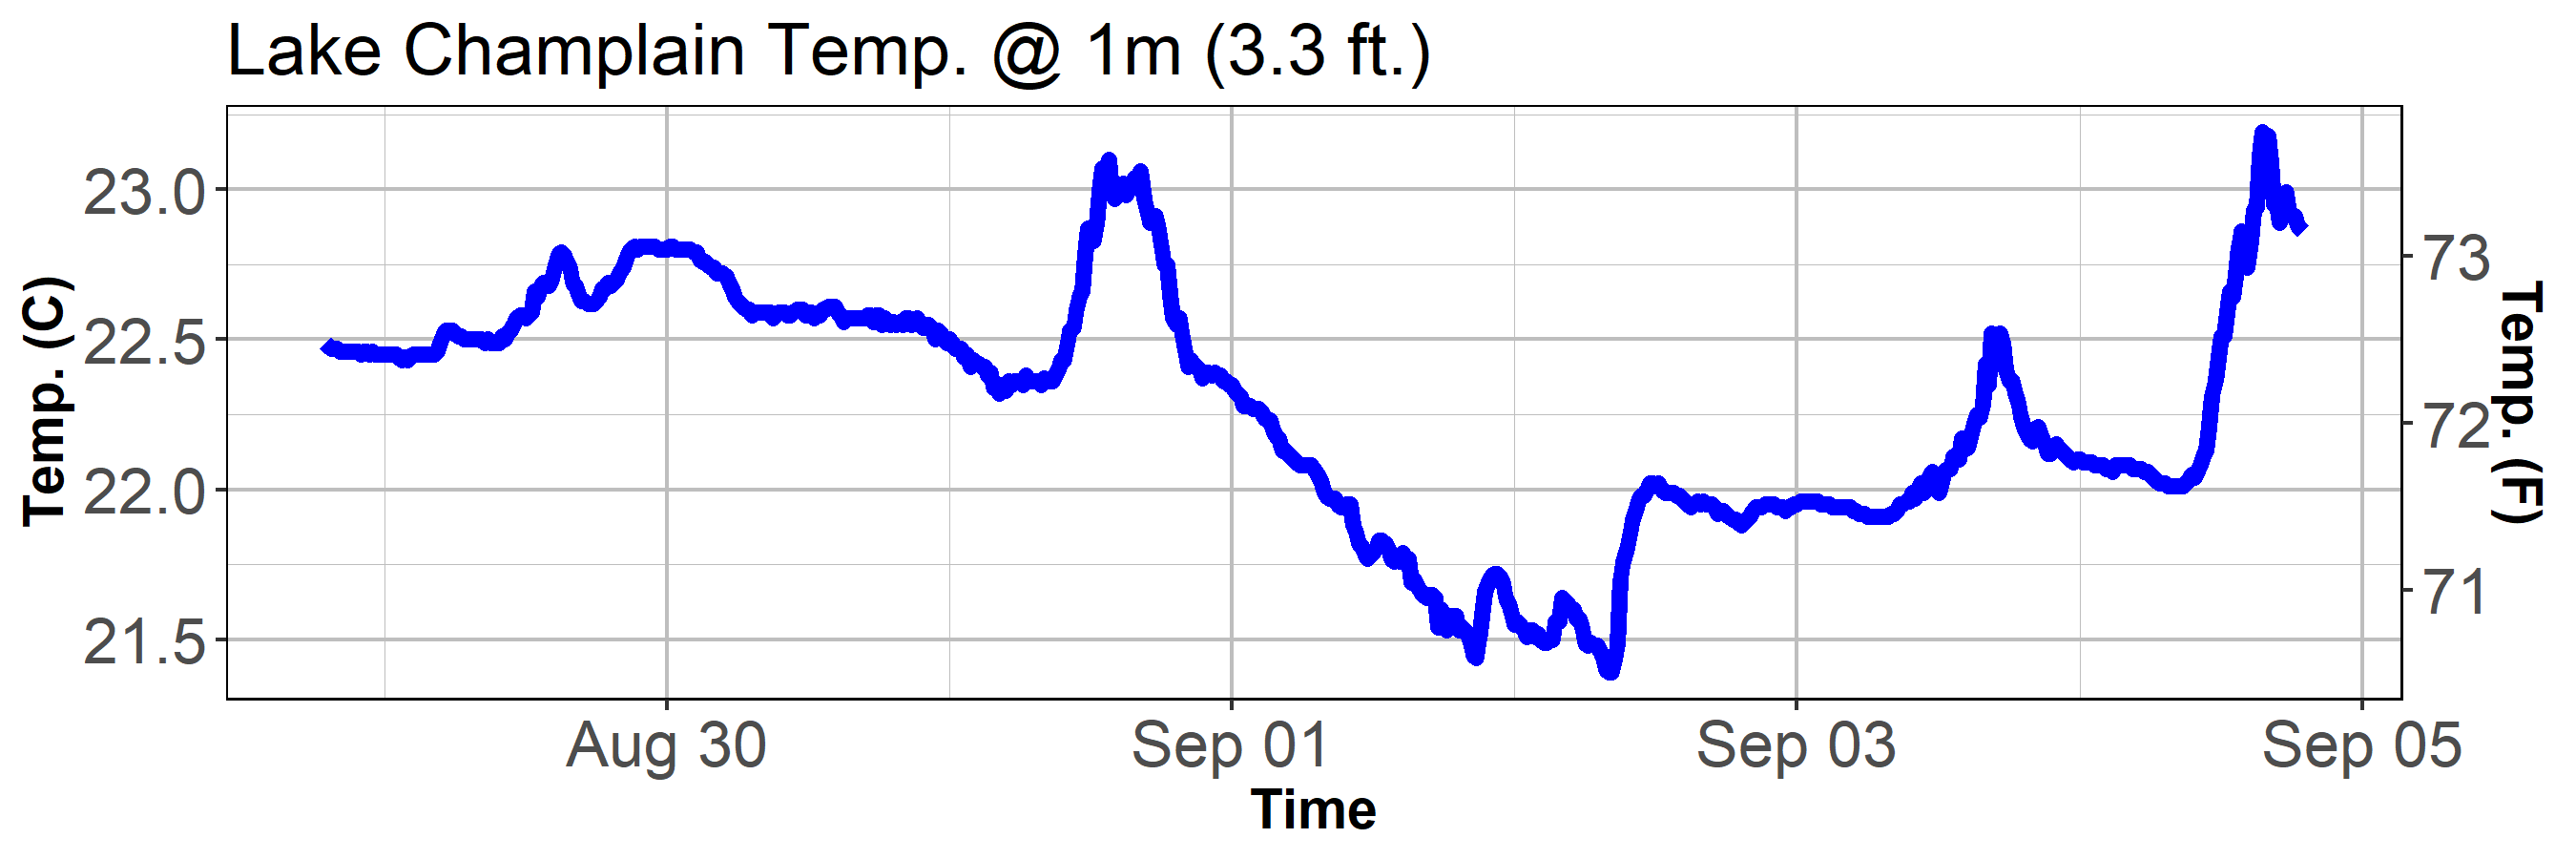 Lake Champlain Temp. @ 1m (3.3 ft.)
Temp. (C)
23.0
22.5
22.0
21.5
73
72
71
Temp. (F)
Aug 30
Sep 01
Sep 03
Sep 05
Time